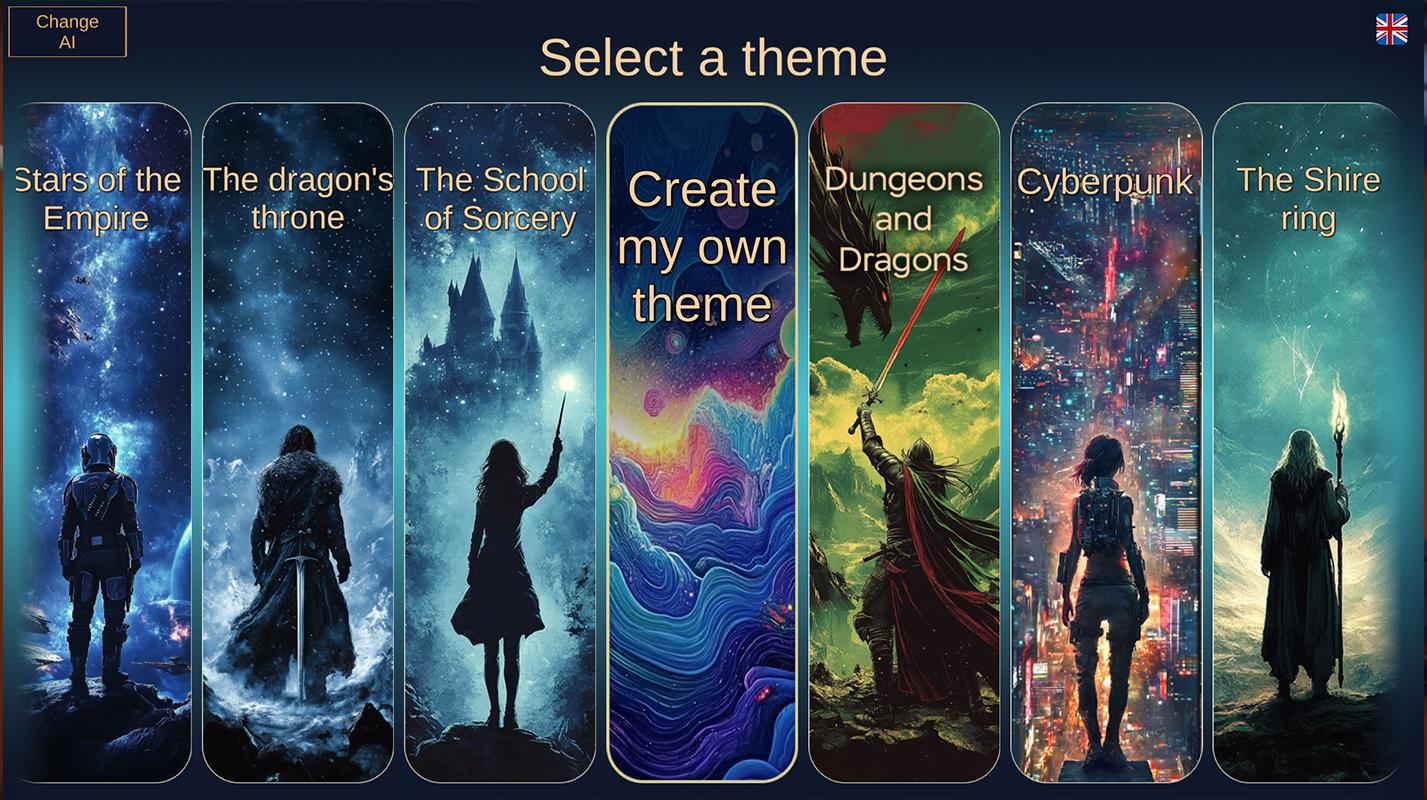 Change
AI
Select a theme
Stars of the
Empire
The dragon's
throne
The School
of Sorcery
Create
my own
theme
Dungeons
and
Dragons
Cyberpunk
The Shire
ring